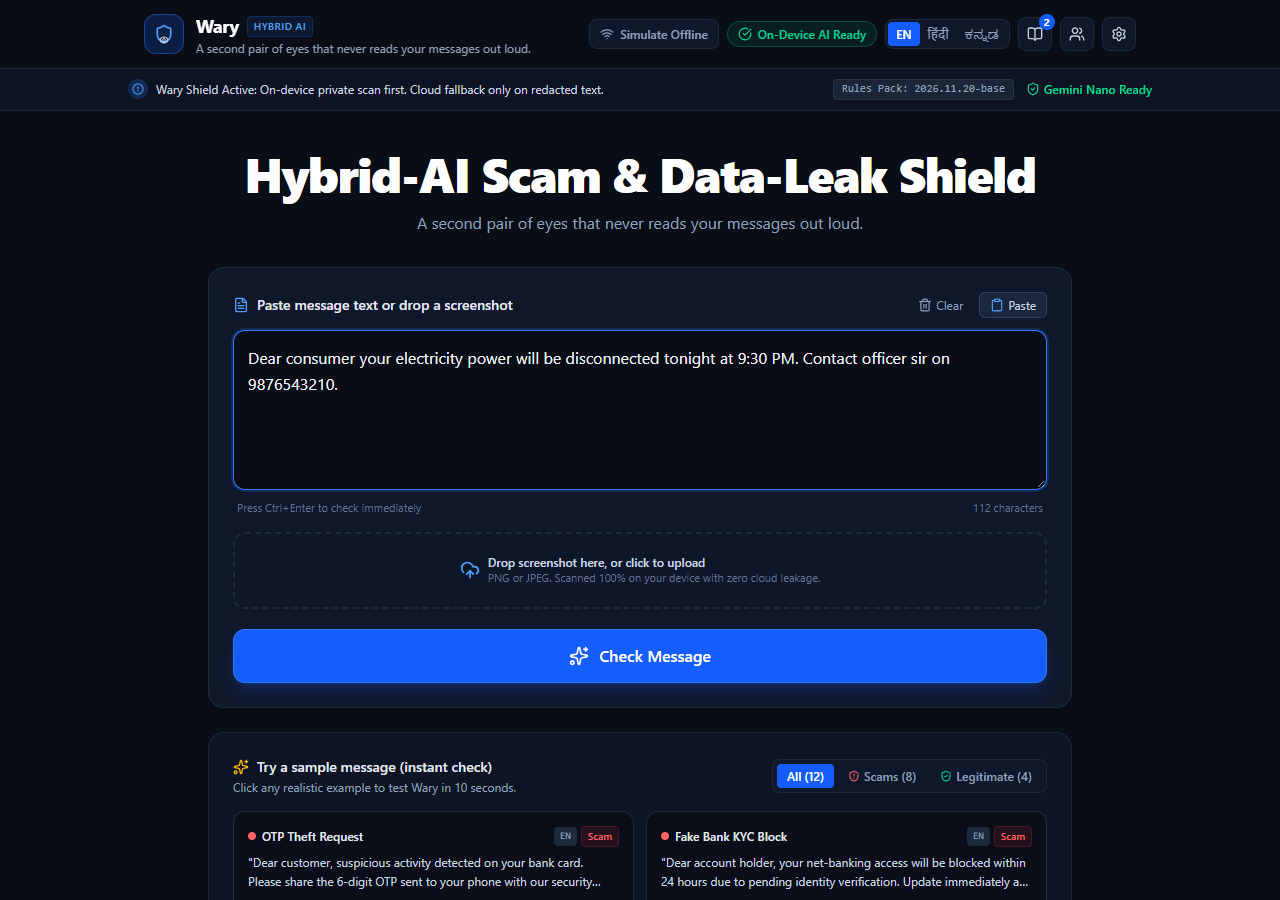 Wary HYBRID AI
A second pair of eyes that never reads your messages out loud.
Simulate Offline
On-Device AI Ready
EN हिंदी ಕನ್ನಡ
2
Wary Shield Active: On-device private scan first. Cloud fallback only on redacted text.
Rules Pack: 2026.11.20-base
Gemini Nano Ready
Hybrid-AI Scam & Data-Leak Shield
A second pair of eyes that never reads your messages out loud.
Paste message text or drop a screenshot
Clear
Paste
Dear consumer your electricity power will be disconnected tonight at 9:30 PM. Contact officer sir on
9876543210.
Press Ctrl+Enter to check immediately
112 characters
Drop screenshot here, or click to upload
PNG or JPEG. Scanned 100% on your device with zero cloud leakage.
Check Message
Try a sample message (instant check)
Click any realistic example to test Wary in 10 seconds.
All (12)
Scams (8)
Legitimate (4)
OTP Theft Request
EN Scam
"Dear customer, suspicious activity detected on your bank card.
Please share the 6-digit OTP sent to your phone with our security...
Fake Bank KYC Block
EN Scam
"Dear account holder, your net-banking access will be blocked within
24 hours due to pending identity verification. Update immediately a...